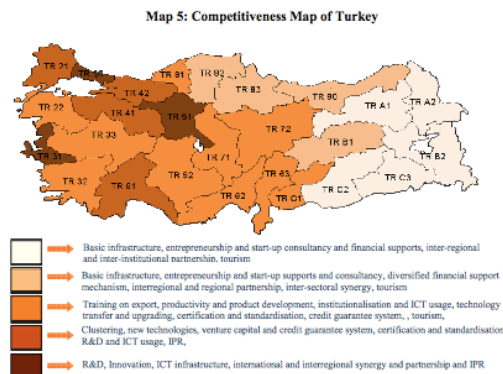 Map 5: Competitiveness Map of Turkey
TR 21
TR 42
TR 81
TR 82
TR 83
TR 90
TR A1
TR A2
TR 22
TR 41
TR 51
TR 33
TR 72
TR B1
TR B2
TR 31
TR 71
TR 32
TR 61
TR 52
TR 63
TR 62
TR C1
TR C2
TR C3
Basic infrastructure, entrepreneurship and start-up consultancy and financial supports, inter-regional
and inter-institutional partnership. tourism
Basic infrastructure, entrepreneurship and start-up supports and consultancy, diversified financial support
mechanism, interregional and regional partnership, inter-sectoral synergy, tourism
Training on export, productivity and product development, institutionalisation and ICT usage, technology
transfer and upgrading, certification and standardisation, credit guarantee system, , tourism,
Clustering, new technologies, venture capital and credit guarantee system, certification and standardisation
R&D and ICT usage, IPR,
R&D, Innovation, ICT infrastructure, international and interregional synergy and partnership and IPR